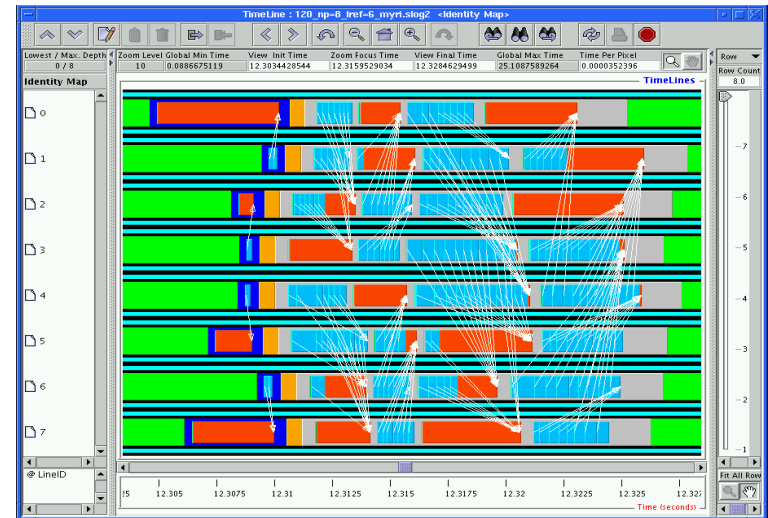 TimeLine : 120_np-8_lref-6_myri.slog2 <Identity Map>
Lowest / Max. Depth Zoom Level Global Min Time View Init Time Zoom Focus Time View Final Time Global Max Time Time Per Pixel Row
0 / 8 10 0.0886675119 12.3034428544 12.3159529034 12.3284629499 25.1087589264 0.0000352396 Row Count
8.0
Identity Map TimeLines
0
1
2
3
4
5
6
7
-7
-6
-5
-4
-3
-2
-1
@ LineID Fit All Row
12.305 12.3075 12.31 12.3125 12.315 12.3175 12.32 12.3225 12.325
Time (seconds)